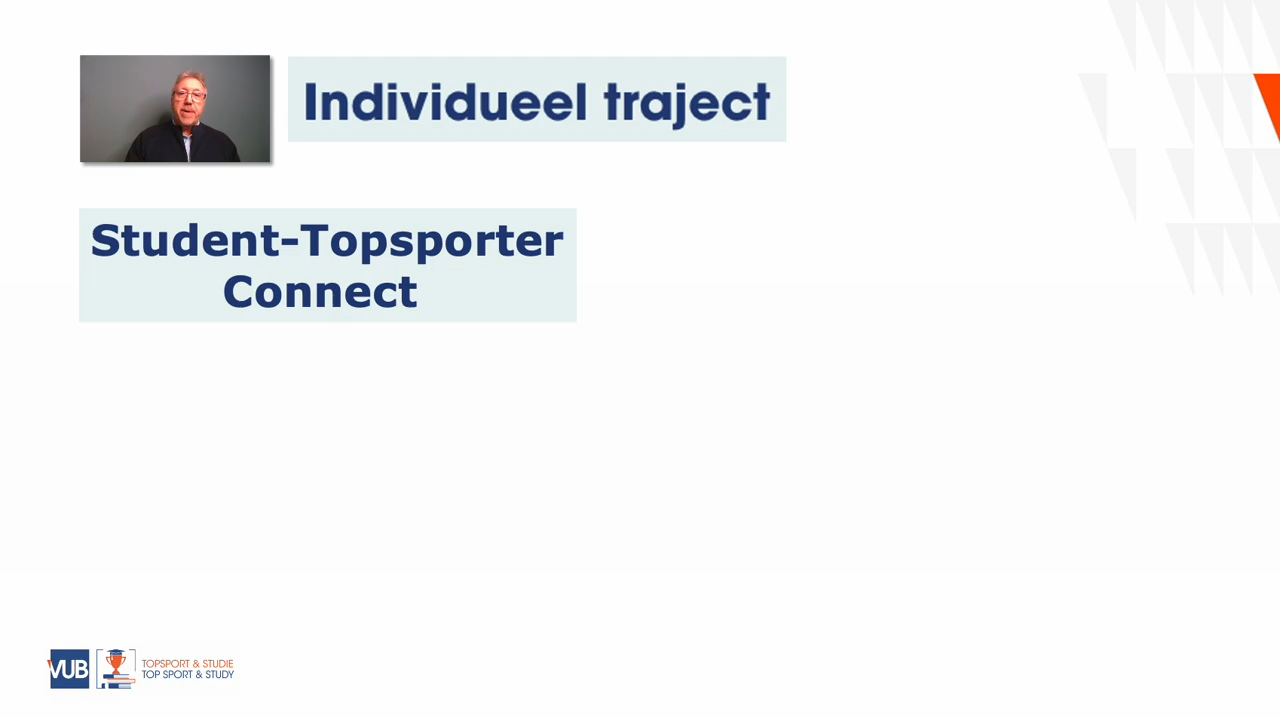 Individueel traject
Student-Topsporter
Connect
VUB
TOPSPORT & STUDIE
TOP SPORT & STUDY